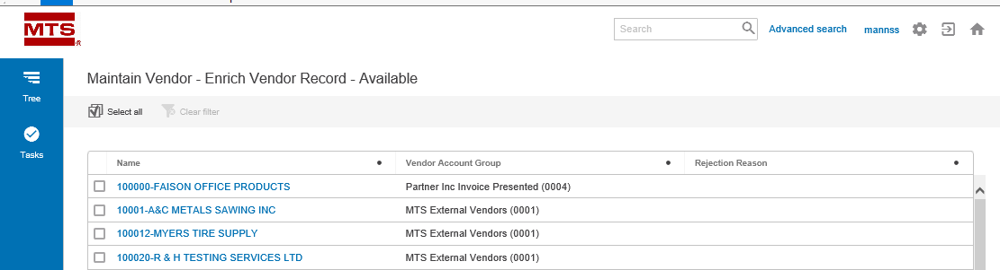 MTS
®
Search
Advanced search
mannss
Tree
Tasks
Maintain Vendor - Enrich Vendor Record - Available
Select all Clear filter
Name Vendor Account Group Rejection Reason
100000-FAISON OFFICE PRODUCTS Partner Inc Invoice Presented (0004)
10001-A&C METALS SAWING INC MTS External Vendors (0001)
100012-MYERS TIRE SUPPLY MTS External Vendors (0001)
100020-R & H TESTING SERVICES LTD MTS External Vendors (0001)